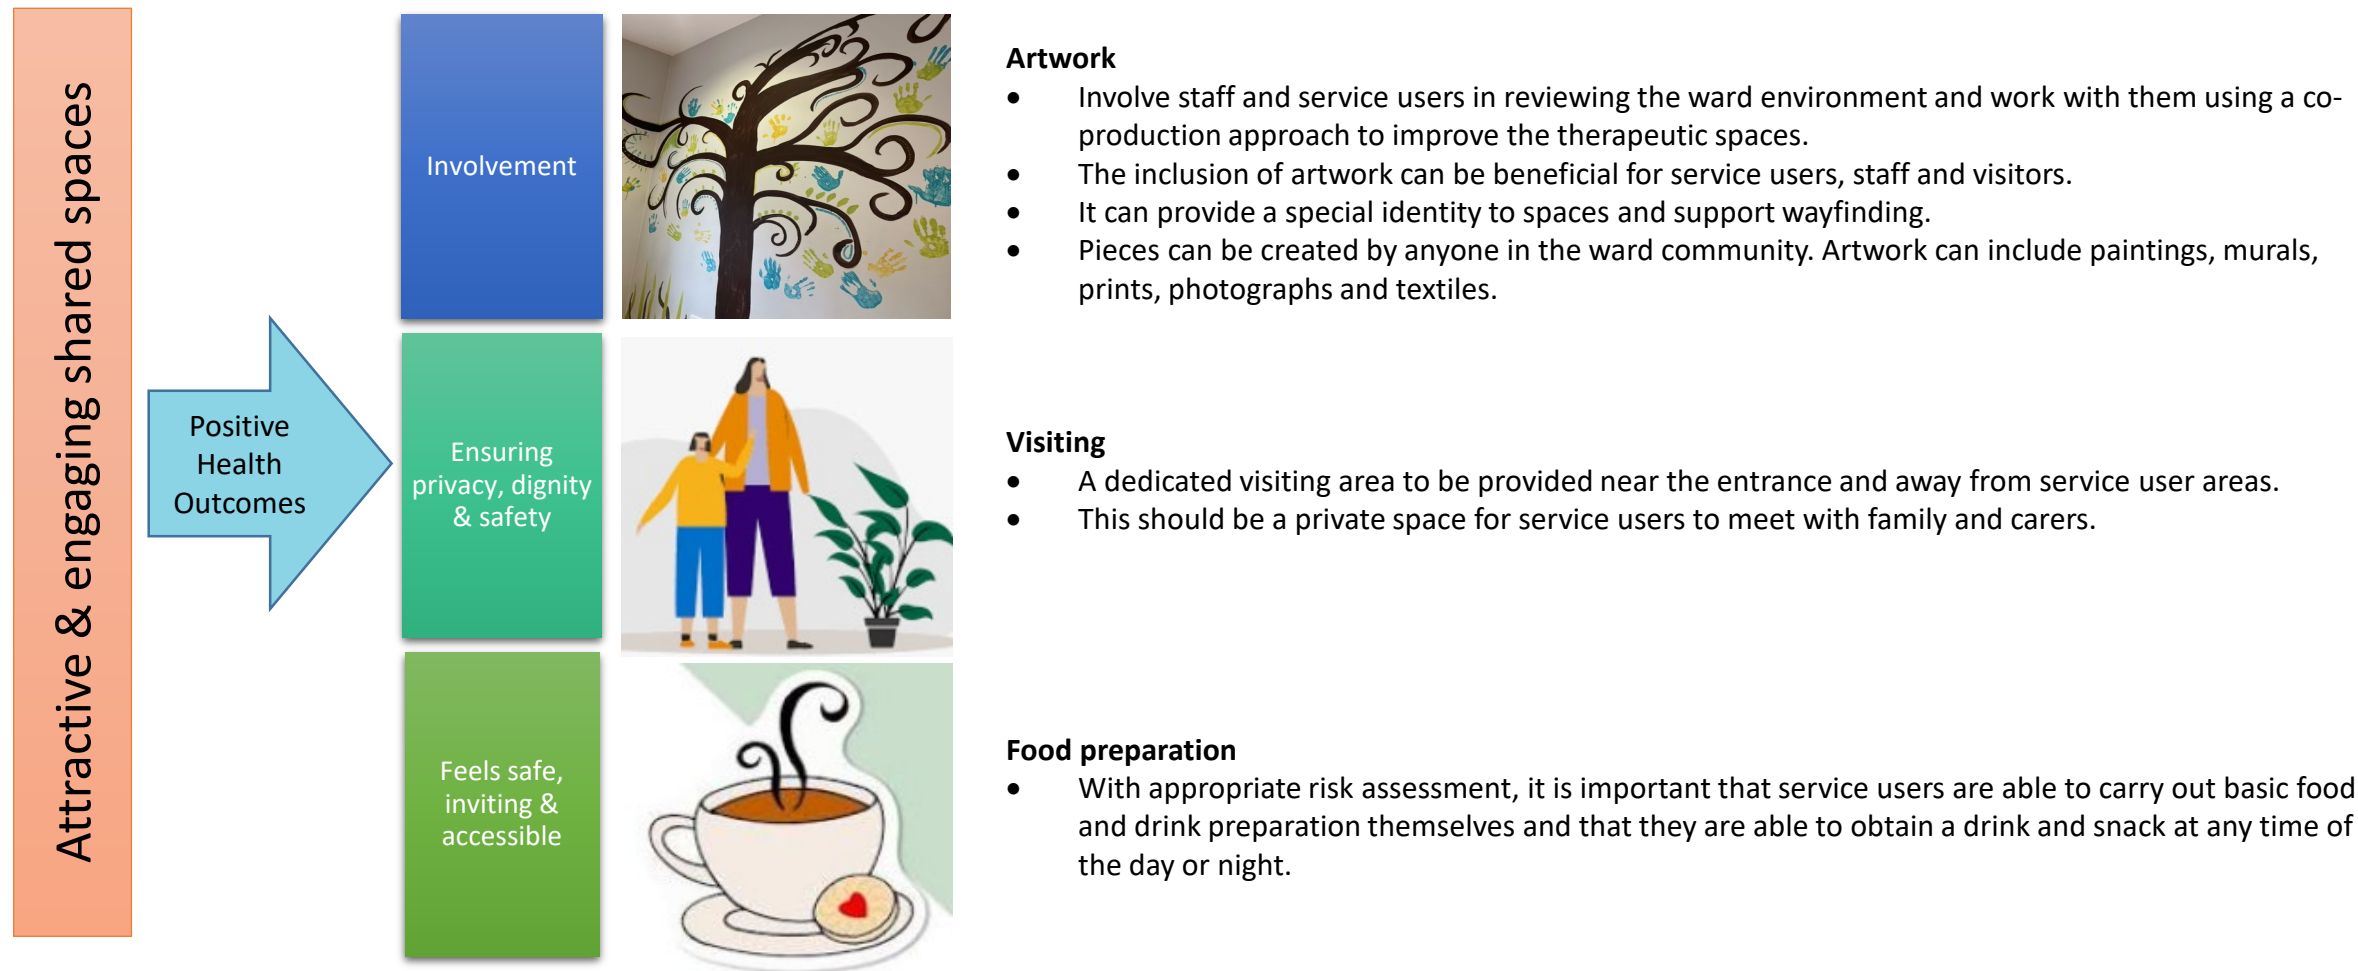 Attractive & engaging shared spaces
Positive
Health
Outcomes
Involvement
Ensuring
privacy, dignity
& safety
Feels safe,
inviting &
accessible
Artwork
• Involve staff and service users in reviewing the ward environment and work with them using a co-
production approach to improve the therapeutic spaces.
• The inclusion of artwork can be beneficial for service users, staff and visitors.
• It can provide a special identity to spaces and support wayfinding.
• Pieces can be created by anyone in the ward community. Artwork can include paintings, murals,
prints, photographs and textiles.
Visiting
• A dedicated visiting area to be provided near the entrance and away from service user areas.
• This should be a private space for service users to meet with family and carers.
Food preparation
• With appropriate risk assessment, it is important that service users are able to carry out basic food
and drink preparation themselves and that they are able to obtain a drink and snack at any time of
the day or night.